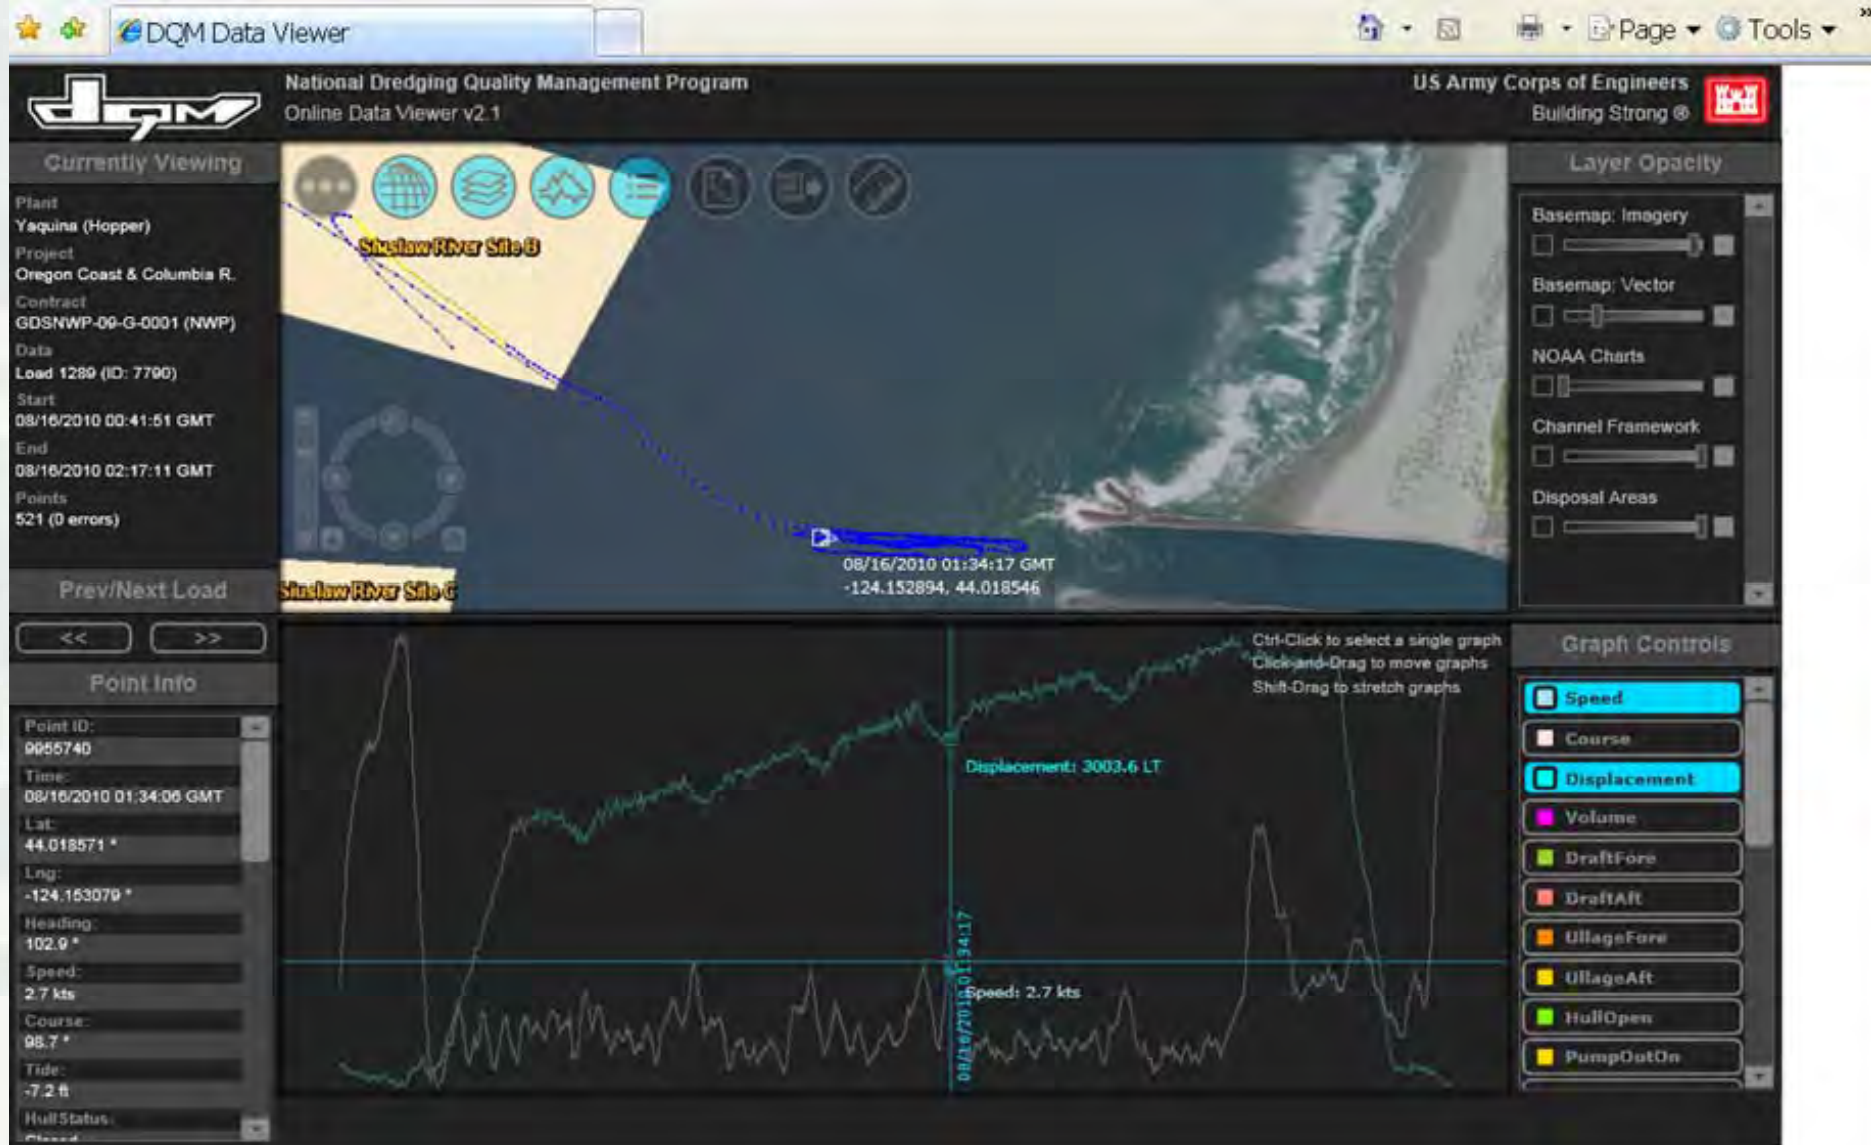 DQM Data Viewer
Page
Tools
dqm
National Dredging Quality Management Program
Online Data Viewer v2.1
US Army Corps of Engineers
Building Strong ®
Currently Viewing
Plant
Yaquina (Hopper)
Project
Oregon Coast & Columbia R.
Contract
GDSNWP-09-G-0001 (NWP)
Data
Load 1289 (ID: 7790)
Start
08/16/2010 00:41:51 GMT
End
08/16/2010 02:17:11 GMT
Points
521 (0 errors)
Prev/Next Load
<< >>
Point Info
Point ID:
9955740
Time:
08/16/2010 01:34:06 GMT
Lat:
44.018571 °
Lng:
-124.153079 °
Heading:
102.9 °
Speed:
2.7 kts
Course:
98.7 °
Tide:
-7.2 ft
HullStatus:
Closed
Siuslaw River Site B
08/16/2010 01:34:17 GMT
-124.152894, 44.018546
Siuslaw River Site C
Ctrl-Click to select a single graph
Click-and-Drag to move graphs
Shift-Drag to stretch graphs
Displacement: 3003.6 LT
08/16/2010 01:34:17
Speed: 2.7 kts
Layer Opacity
Basemap: Imagery
Basemap: Vector
NOAA Charts
Channel Framework
Disposal Areas
Graph Controls
Speed
Course
Displacement
Volume
DraftFore
DraftAft
UllageFore
UllageAft
HullOpen
PumpOutOn